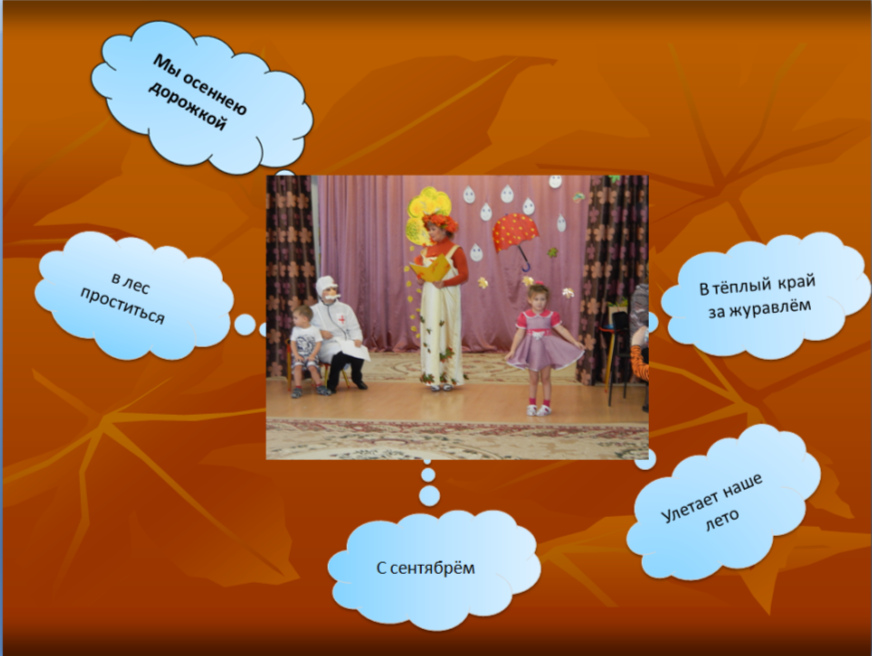 Мы осеннею
дорожкой
в лес
проститься
С сентябрём
Улетает наше
лето
В тёплый край
за журавлём